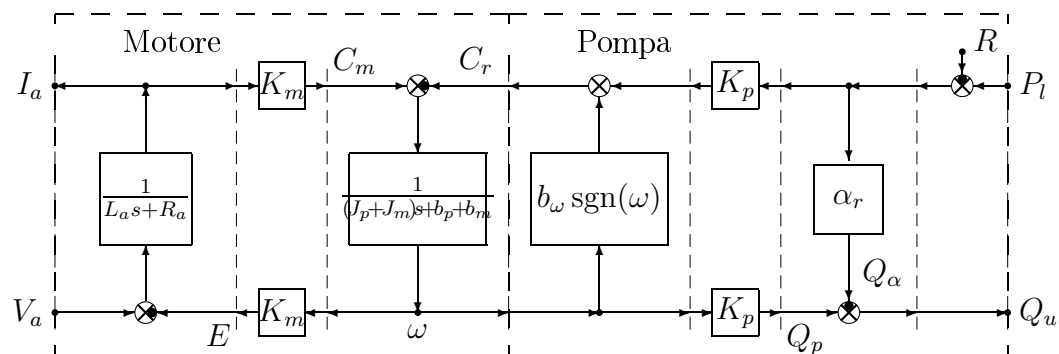 Motore Pompa
I_a K_m C_m C_r K_p R P_l
1/(L_a s+R_a) 1/((J_p+J_m)s+b_p+b_m) b_ω sgn(ω) α_r
Q_α
V_a E K_m ω K_p Q_p Q_u